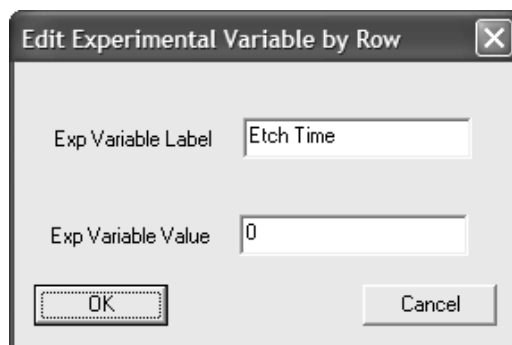 Edit Experimental Variable by Row
Exp Variable Label Etch Time
Exp Variable Value 0
OK Cancel